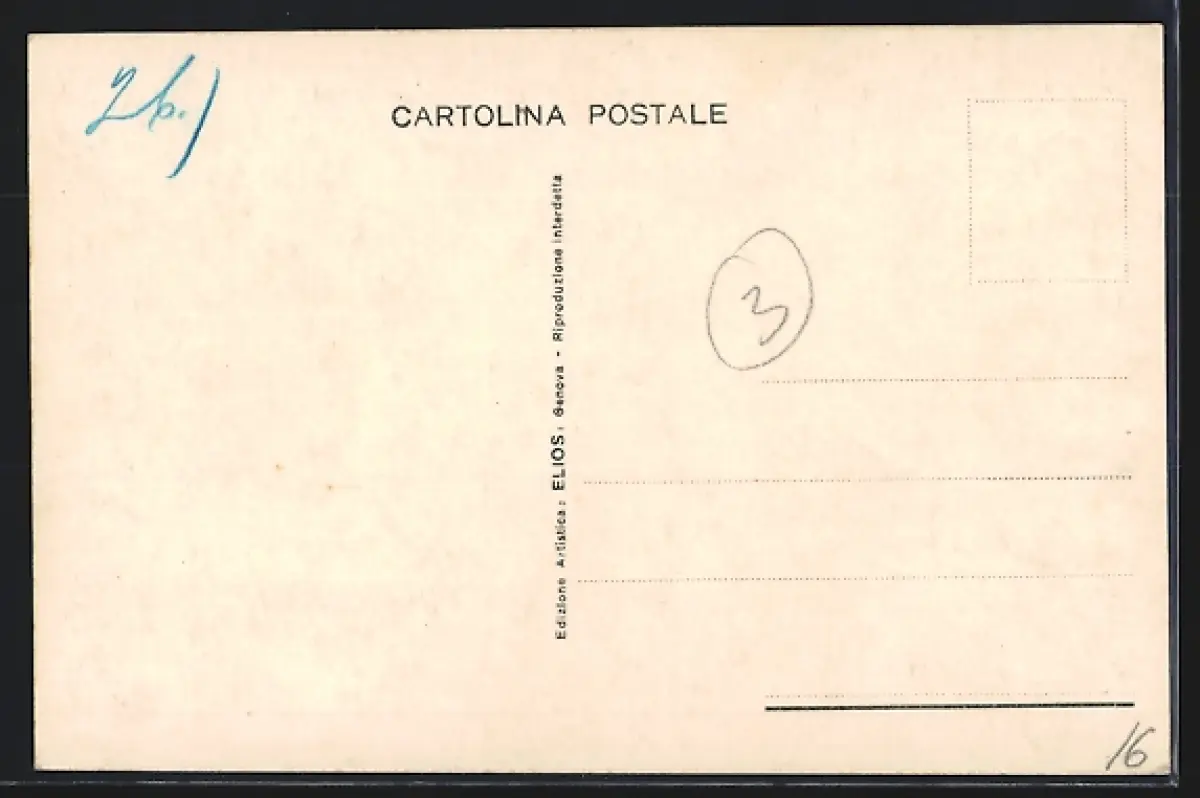 2b.)
CARTOLINA POSTALE
Edizione Artistica: ELIOS: Genova - Riproduzione interdetta
3
16